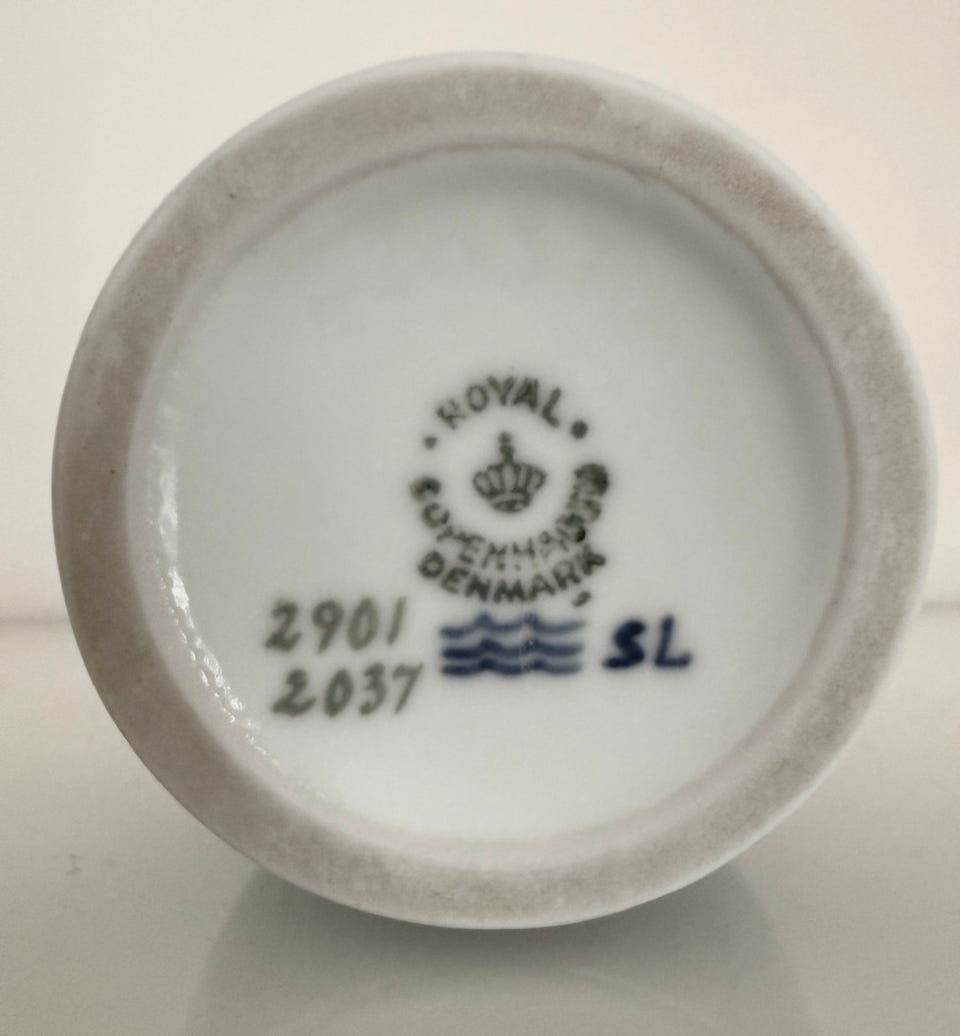 ROYAL
COPENHAGEN
DENMARK
2901
2037
SL